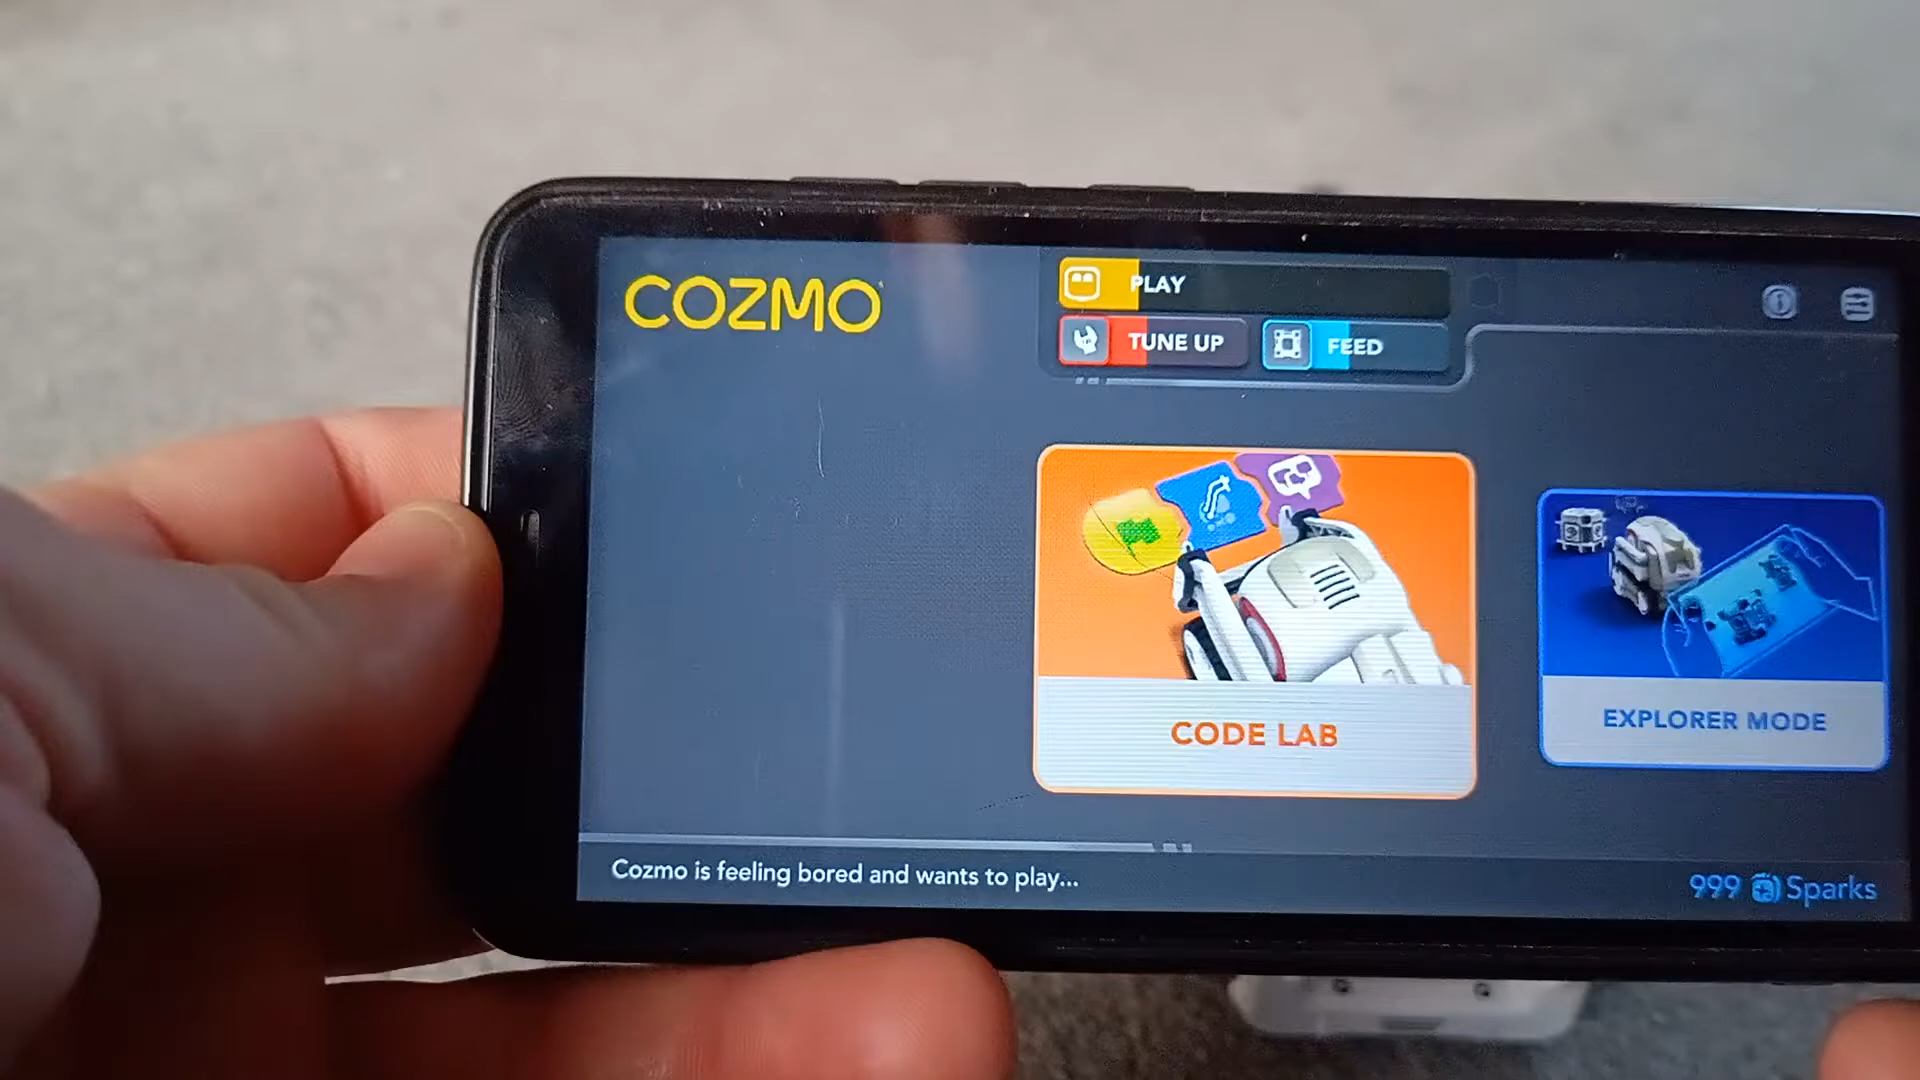 COZMO
PLAY
TUNE UP
FEED
CODE LAB
EXPLORER MODE
Cozmo is feeling bored and wants to play...
999 Sparks